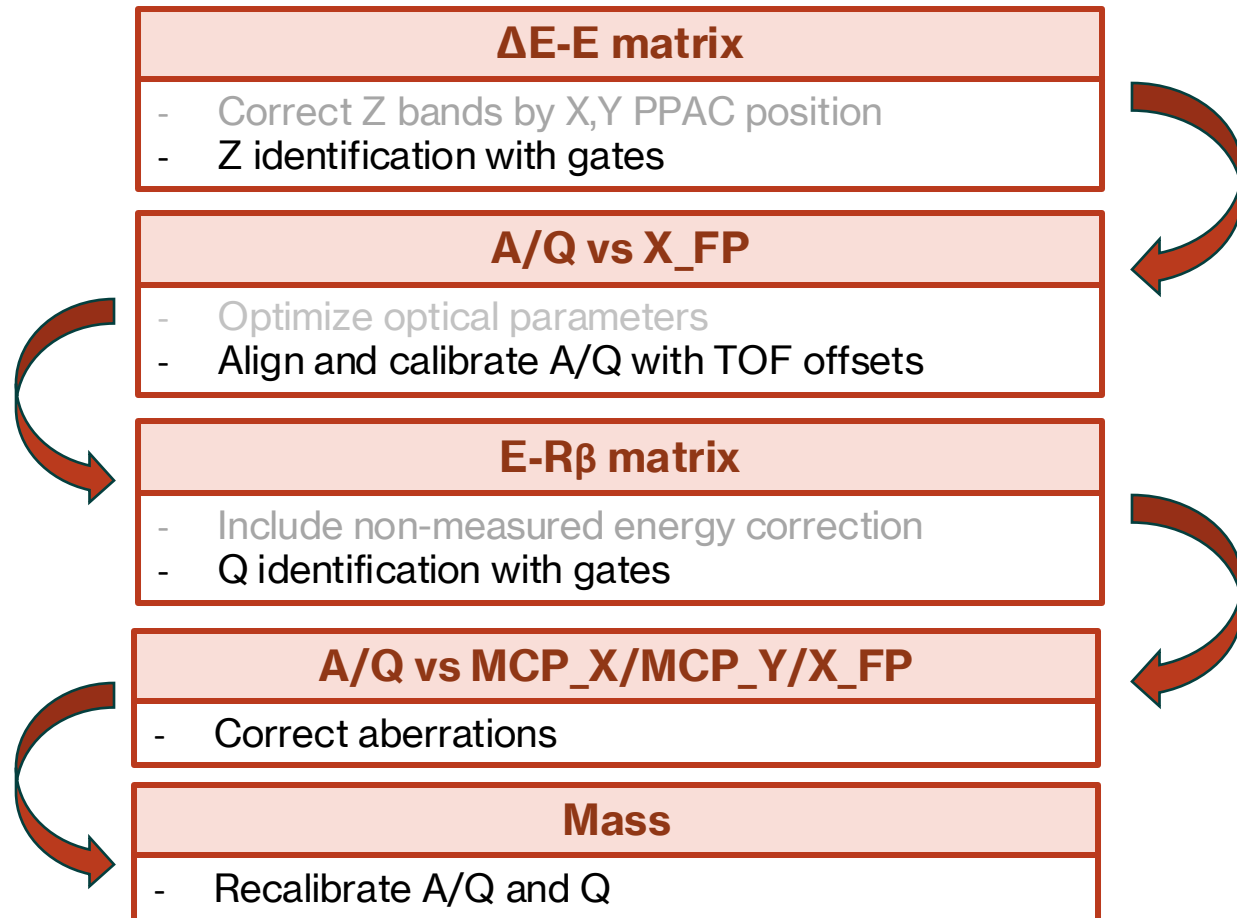 ΔE-E matrix
- Correct Z bands by X,Y PPAC position
- Z identification with gates
A/Q vs X_FP
- Optimize optical parameters
- Align and calibrate A/Q with TOF offsets
E-Rβ matrix
- Include non-measured energy correction
- Q identification with gates
A/Q vs MCP_X/MCP_Y/X_FP
- Correct aberrations
Mass
- Recalibrate A/Q and Q